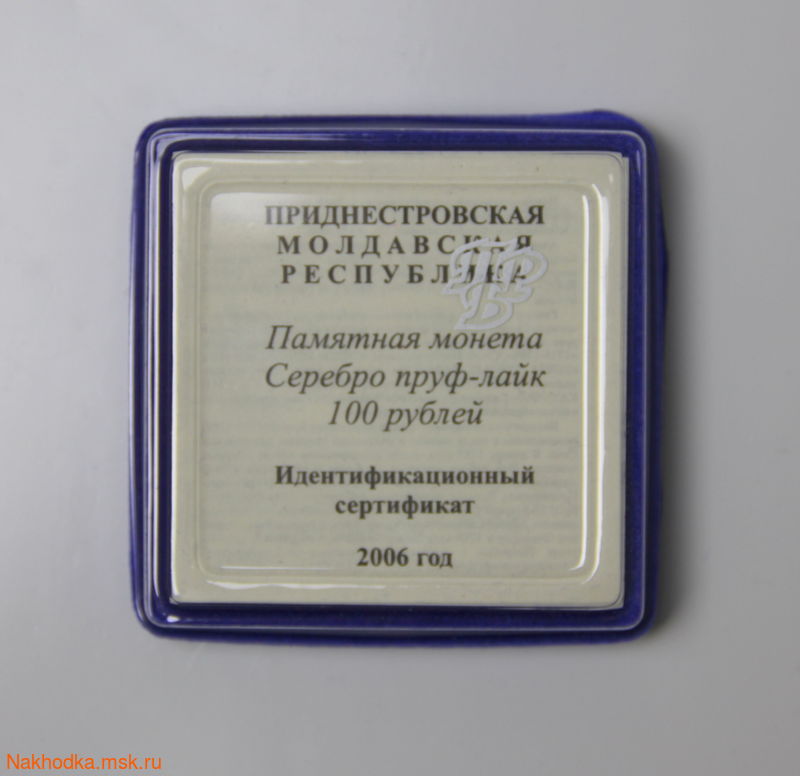 ПРИДНЕСТРОВСКАЯ
МОЛДАВСКАЯ
РЕСПУБЛИКА
Памятная монета
Серебро пруф-лайк
100 рублей
Идентификационный
сертификат
2006 год
Nakhodka.msk.ru